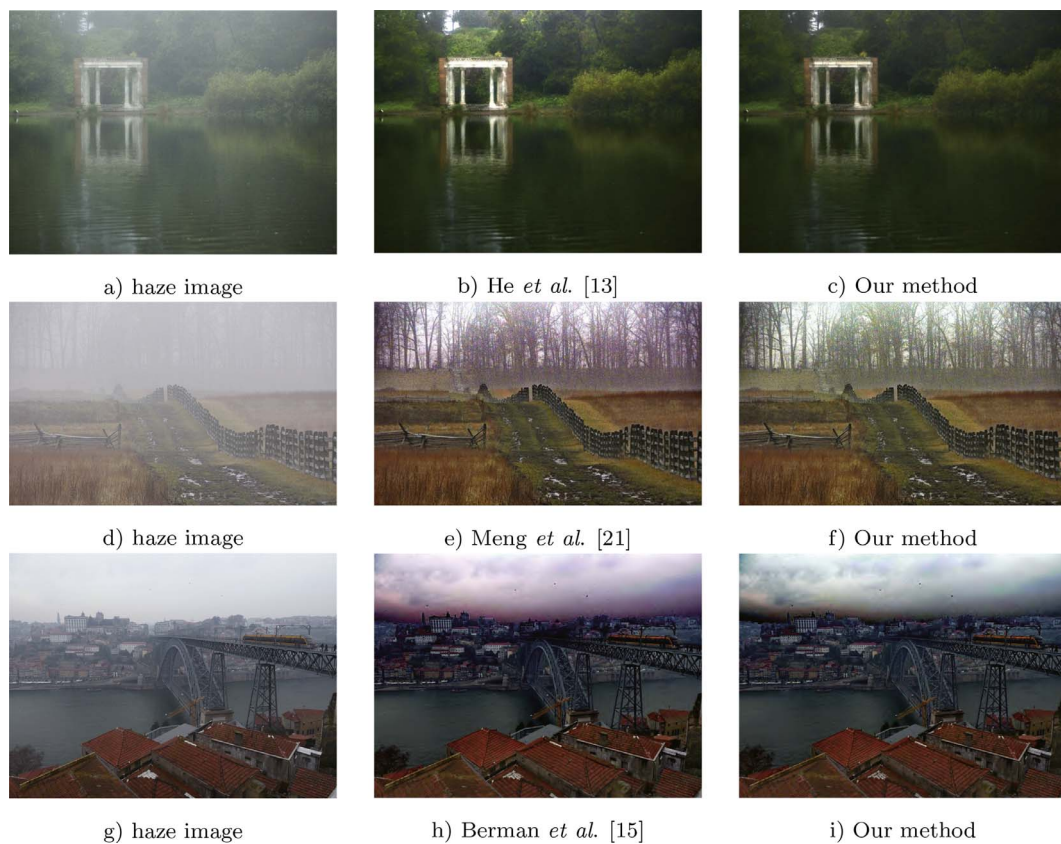 a) haze image
b) He et al. [13]
c) Our method
d) haze image
e) Meng et al. [21]
f) Our method
g) haze image
h) Berman et al. [15]
i) Our method